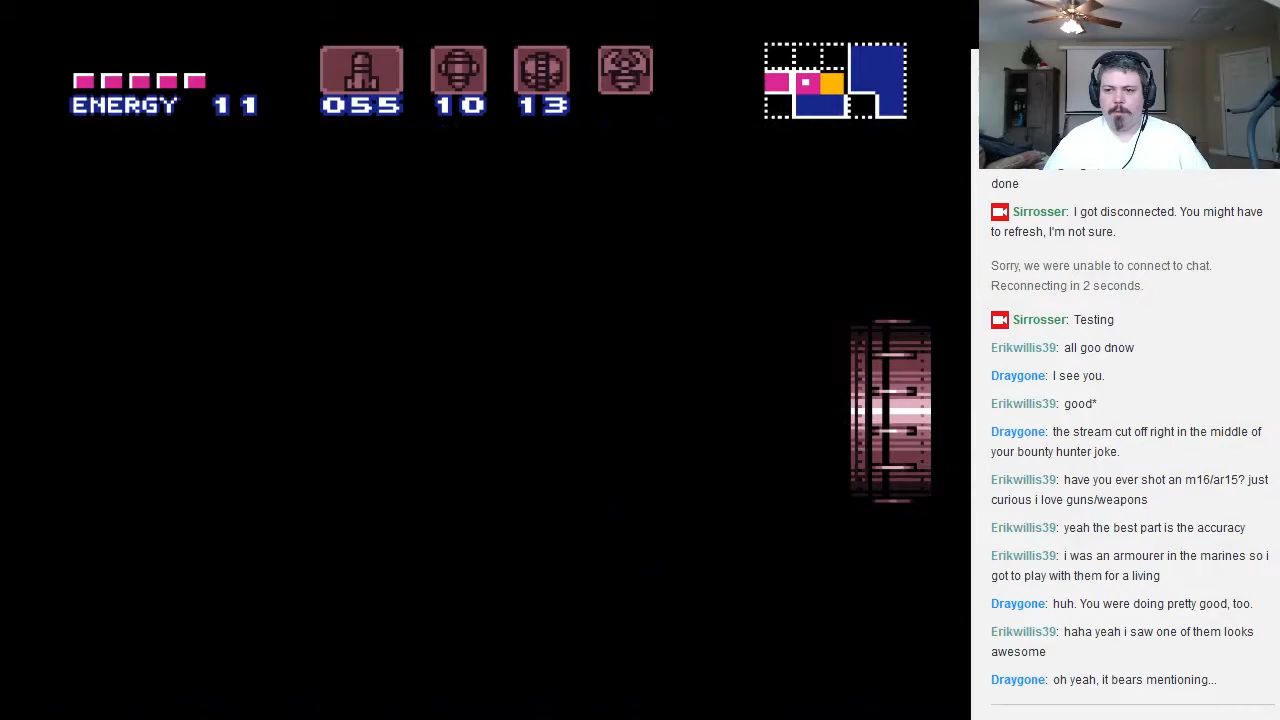 ENERGY 11
055
10
13
done
Sirrosser: I got disconnected. You might have
to refresh, I'm not sure.
Sorry, we were unable to connect to chat.
Reconnecting in 2 seconds.
Sirrosser: Testing
Erikwillis39: all goo dnow
Draygone: I see you.
Erikwillis39: good*
Draygone: the stream cut off right in the middle of
your bounty hunter joke.
Erikwillis39: have you ever shot an m16/ar15? just
curious i love guns/weapons
Erikwillis39: yeah the best part is the accuracy
Erikwillis39: i was an armourer in the marines so i
got to play with them for a living
Draygone: huh. You were doing pretty good, too.
Erikwillis39: haha yeah i saw one of them looks
awesome
Draygone: oh yeah, it bears mentioning...